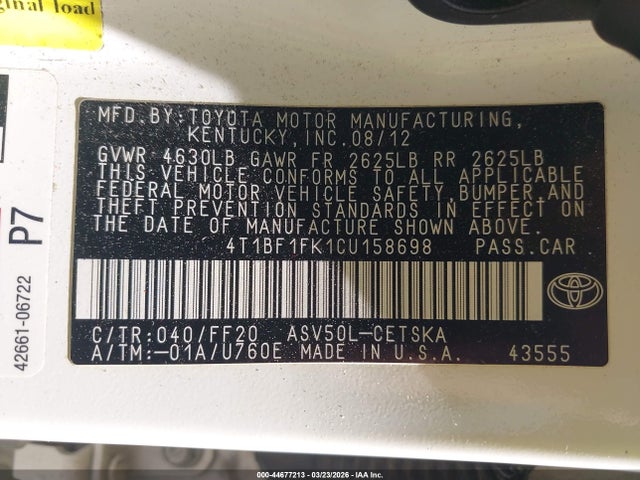 original load
P7
42661-06722
MFD.BY:TOYOTA MOTOR MANUFACTURING,
KENTUCKY,INC.08/12
GVWR 4630LB GAWR FR 2625LB RR 2625LB
THIS VEHICLE CONFORMS TO ALL APPLICABLE
FEDERAL MOTOR VEHICLE SAFETY,BUMPER,AND
THEFT PREVENTION STANDARDS IN EFFECT ON
THE DATE OF MANUFACTURE SHOWN ABOVE.
4T1BF1FK1CU158698 PASS.CAR
C/TR:040/FF20 ASV50L-CETSKA
A/TM:-01A/U760E MADE IN U.S.A. 43555
000-44677213 - 03/23/2026 - IAA Inc.